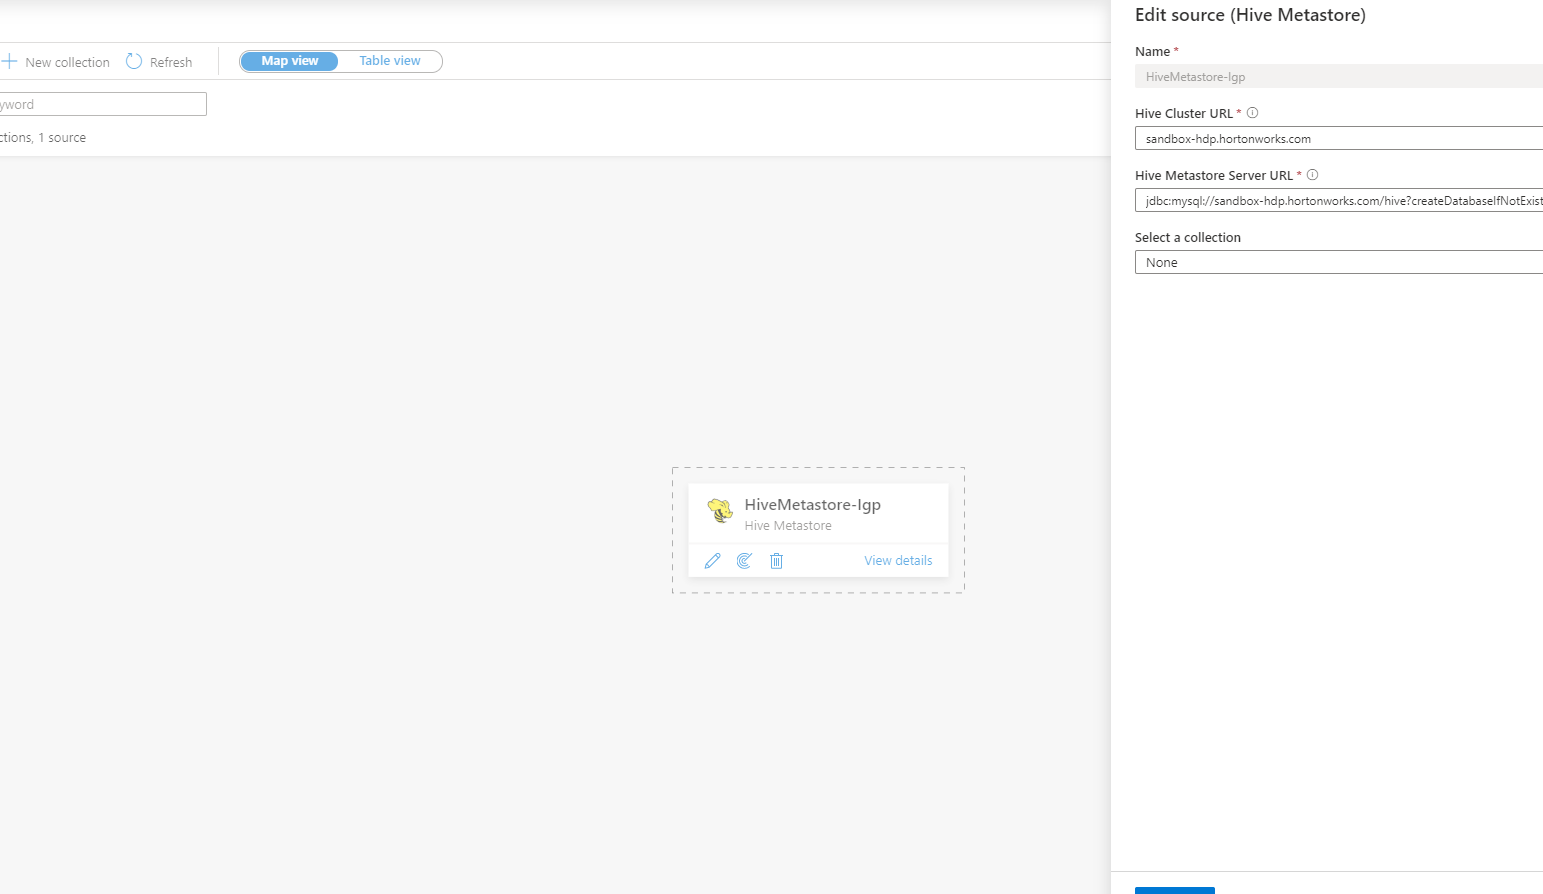 New collection
Refresh
Map view
Table view
yword
ctions, 1 source
HiveMetastore-Igp
Hive Metastore
View details
Edit source (Hive Metastore)
Name *
HiveMetastore-Igp
Hive Cluster URL *
sandbox-hdp.hortonworks.com
Hive Metastore Server URL *
jdbc:mysql://sandbox-hdp.hortonworks.com/hive?createDatabaseIfNotExist
Select a collection
None